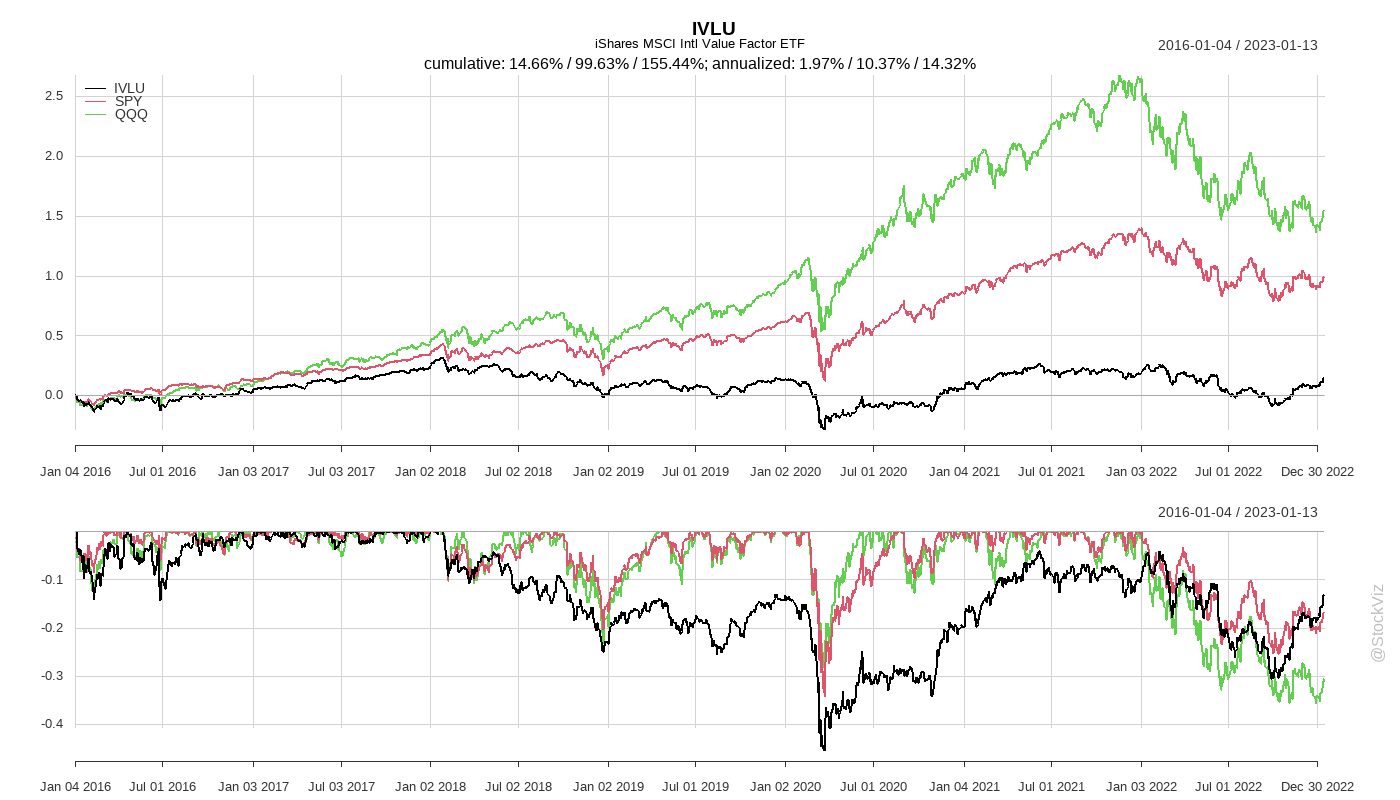 IVLU
iShares MSCI Intl Value Factor ETF
2016-01-04 / 2023-01-13
cumulative: 14.66% / 99.63% / 155.44%; annualized: 1.97% / 10.37% / 14.32%
IVLU
SPY
QQQ
2.5
2.0
1.5
1.0
0.5
0.0
Jan 04 2016 Jul 01 2016 Jan 03 2017 Jul 03 2017 Jan 02 2018 Jul 02 2018 Jan 02 2019 Jul 01 2019 Jan 02 2020 Jul 01 2020 Jan 04 2021 Jul 01 2021 Jan 03 2022 Jul 01 2022 Dec 30 2022
2016-01-04 / 2023-01-13
-0.1
-0.2
-0.3
-0.4
Jan 04 2016 Jul 01 2016 Jan 03 2017 Jul 03 2017 Jan 02 2018 Jul 02 2018 Jan 02 2019 Jul 01 2019 Jan 02 2020 Jul 01 2020 Jan 04 2021 Jul 01 2021 Jan 03 2022 Jul 01 2022 Dec 30 2022
@StockViz